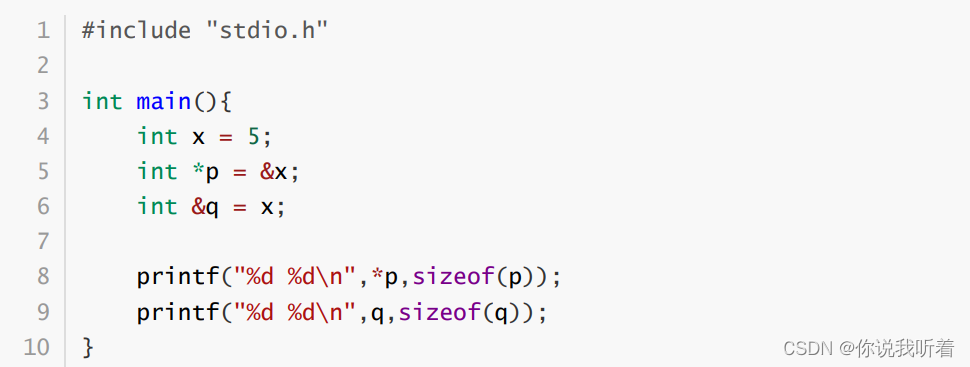 1 #include "stdio.h"
2
3 int main(){
4     int x = 5;
5     int *p = &x;
6     int &q = x;
7
8     printf("%d %d\n",*p,sizeof(p));
9     printf("%d %d\n",q,sizeof(q));
10 }
CSDN @你说我听着